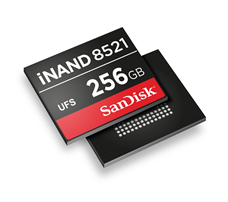 iNAND 8521
256GB
UFS
SanDisk